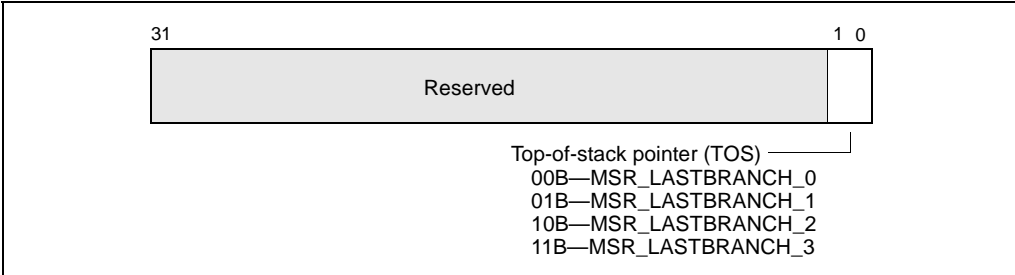 31
1 0
Reserved
Top-of-stack pointer (TOS)
00B—MSR_LASTBRANCH_0
01B—MSR_LASTBRANCH_1
10B—MSR_LASTBRANCH_2
11B—MSR_LASTBRANCH_3